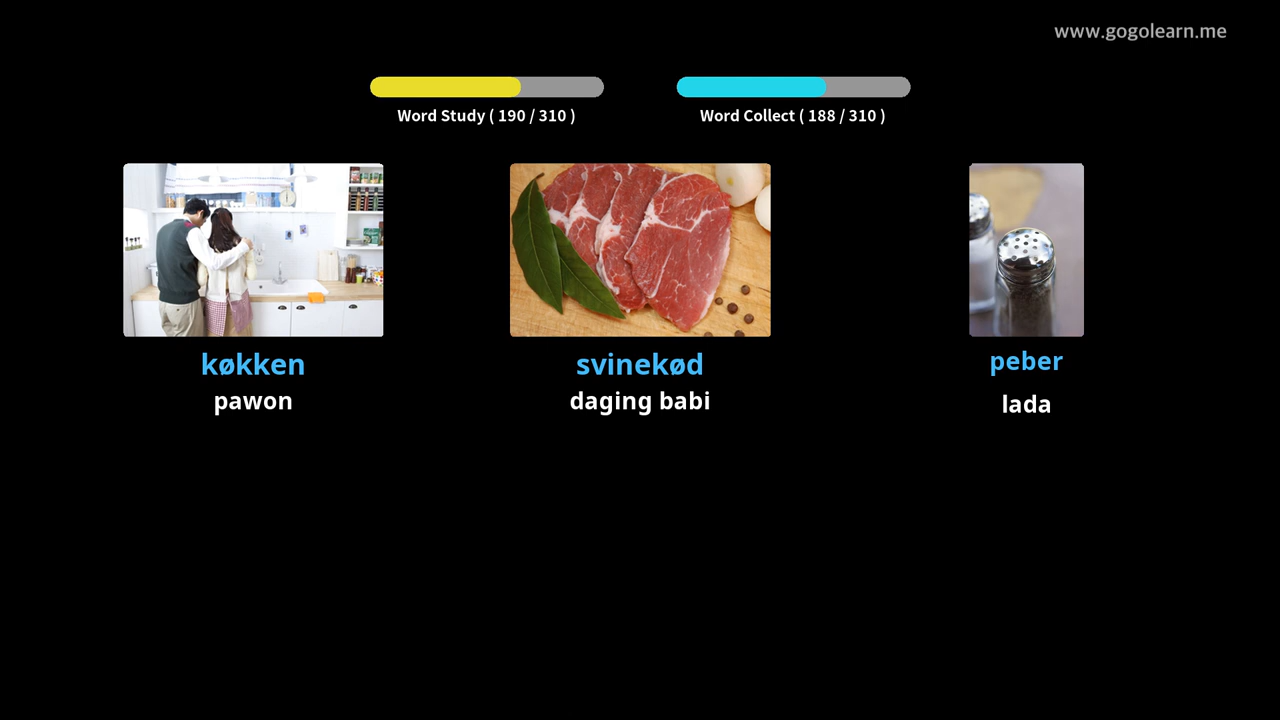 www.gogolearn.me
Word Study ( 190 / 310 )
Word Collect ( 188 / 310 )
køkken
pawon
svinekød
daging babi
peber
lada